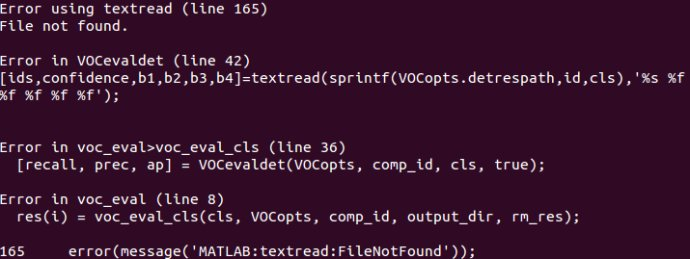 Error using textread (line 165)
File not found.
Error in VOCevaldet (line 42)
[ids,confidence,b1,b2,b3,b4]=textread(sprintf(VOCopts.detrespath,id,cls),'%s %f
%f %f %f %f');
Error in voc_eval>voc_eval_cls (line 36)
[recall, prec, ap] = VOCevaldet(VOCopts, comp_id, cls, true);
Error in voc_eval (line 8)
res(i) = voc_eval_cls(cls, VOCopts, comp_id, output_dir, rm_res);
165 error(message('MATLAB:textread:FileNotFound'));